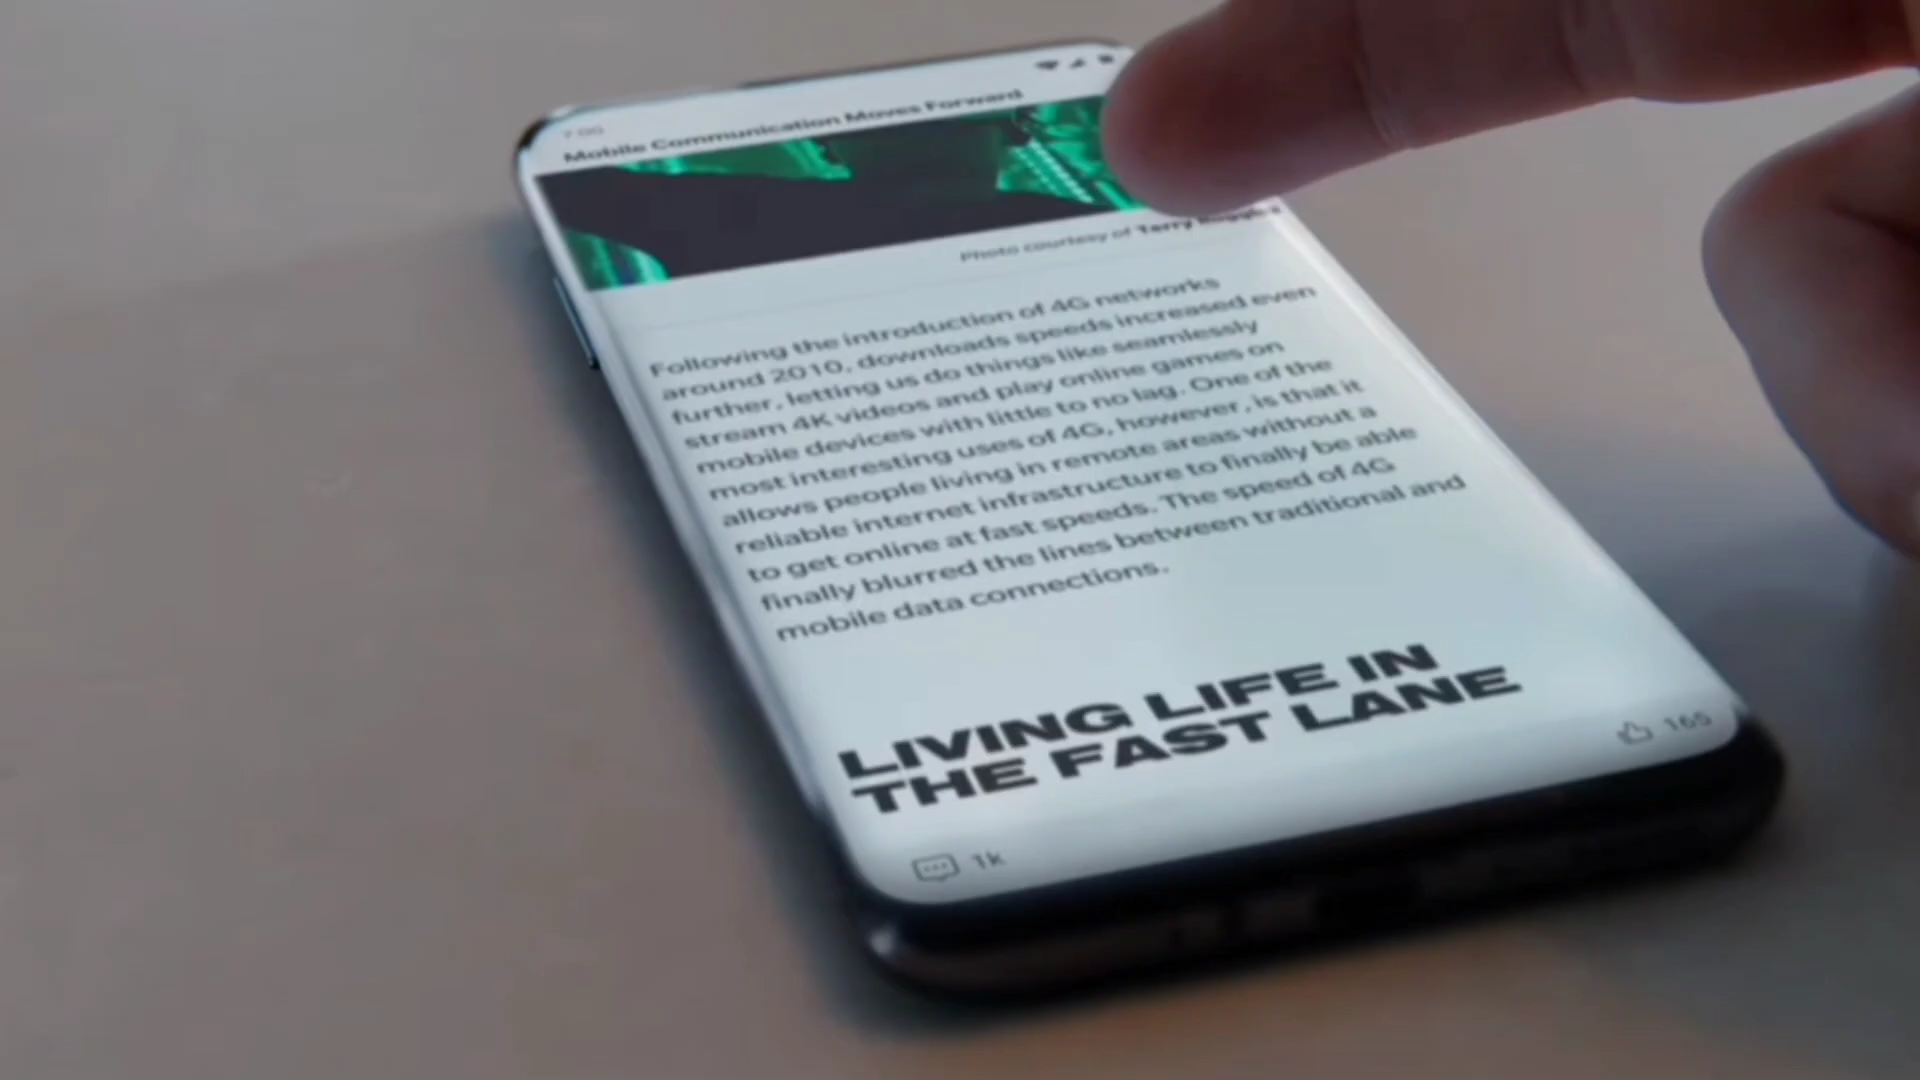 7:00
Mobile Communication Moves Forward
Photo courtesy of Terry
Following the introduction of 4G networks
around 2010, downloads speeds increased even
further, letting us do things like seamlessly
stream 4K videos and play online games on
mobile devices with little to no lag. One of the
most interesting uses of 4G, however, is that it
allows people living in remote areas without a
reliable internet infrastructure to finally be able
to get online at fast speeds. The speed of 4G
finally blurred the lines between traditional and
mobile data connections.
LIVING LIFE IN
THE FAST LANE
1k
165